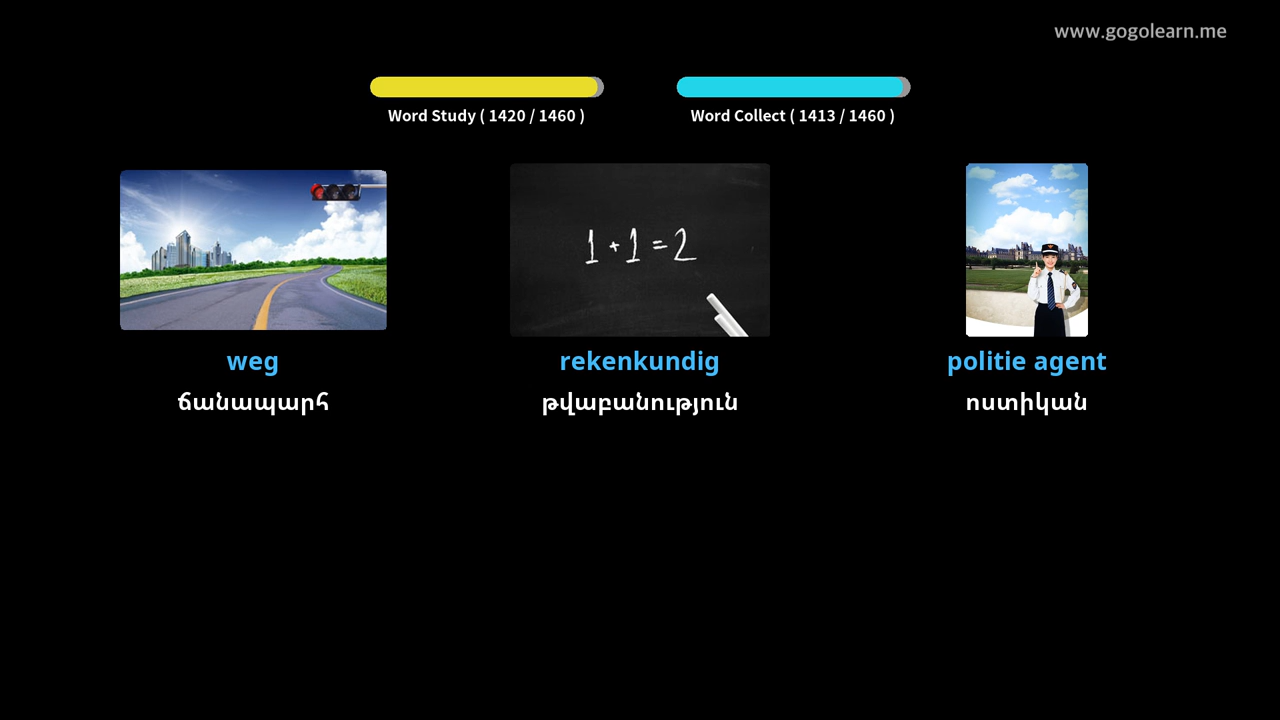 www.gogolearn.me
Word Study ( 1420 / 1460 )
Word Collect ( 1413 / 1460 )
1 + 1 = 2
weg
rekenkundig
politie agent
ճանապարհ
թվաբանություն
ոստիկան